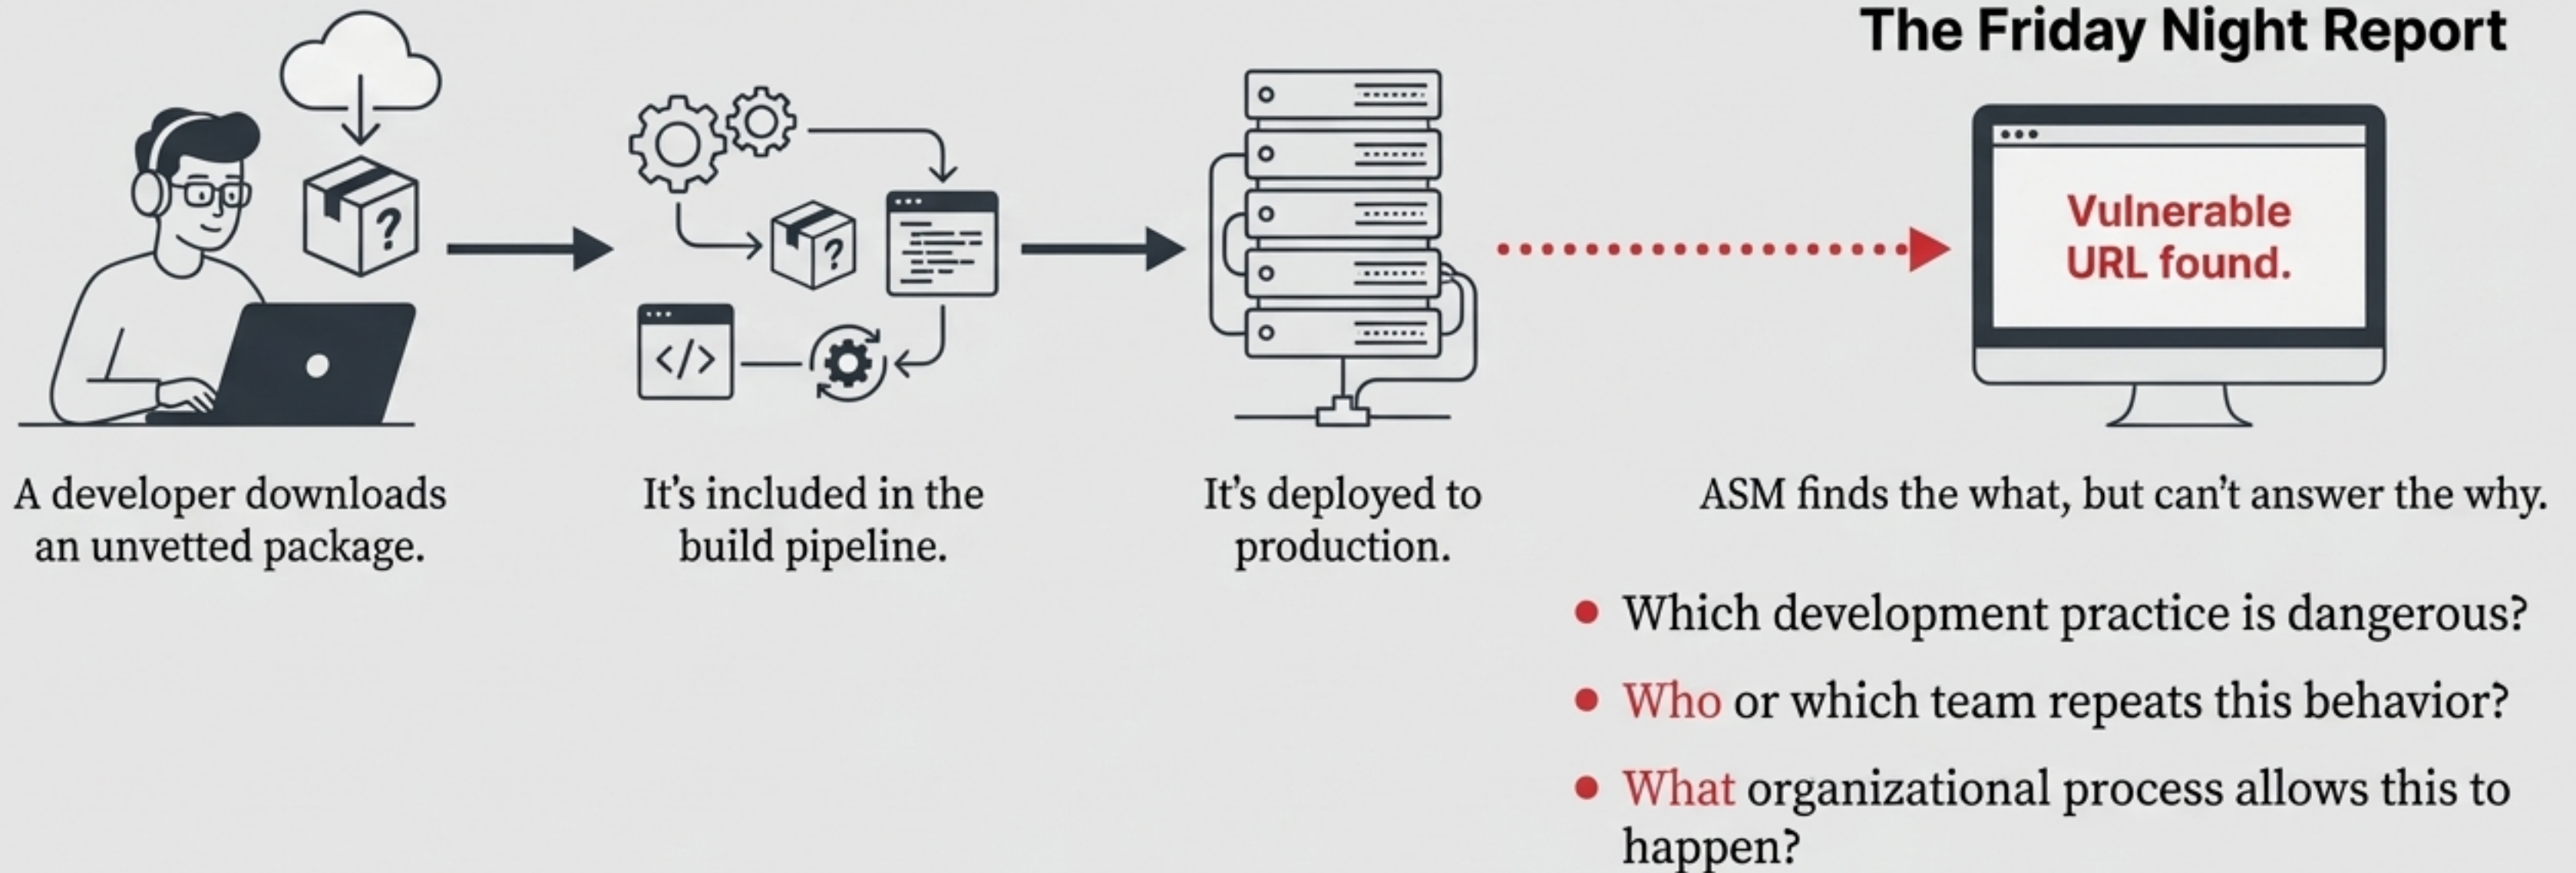 The Friday Night Report
?
?
</>
Vulnerable
URL found.
A developer downloads
an unvetted package.
It's included in the
build pipeline.
It's deployed to
production.
ASM finds the what, but can't answer the why.
Which development practice is dangerous?
Who or which team repeats this behavior?
What organizational process allows this to
happen?